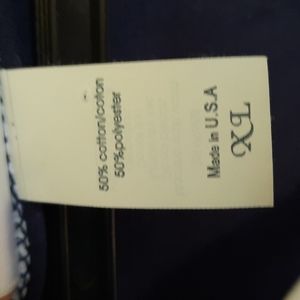 50% cotton/coton
50%polyester
Made in U.S.A
XL